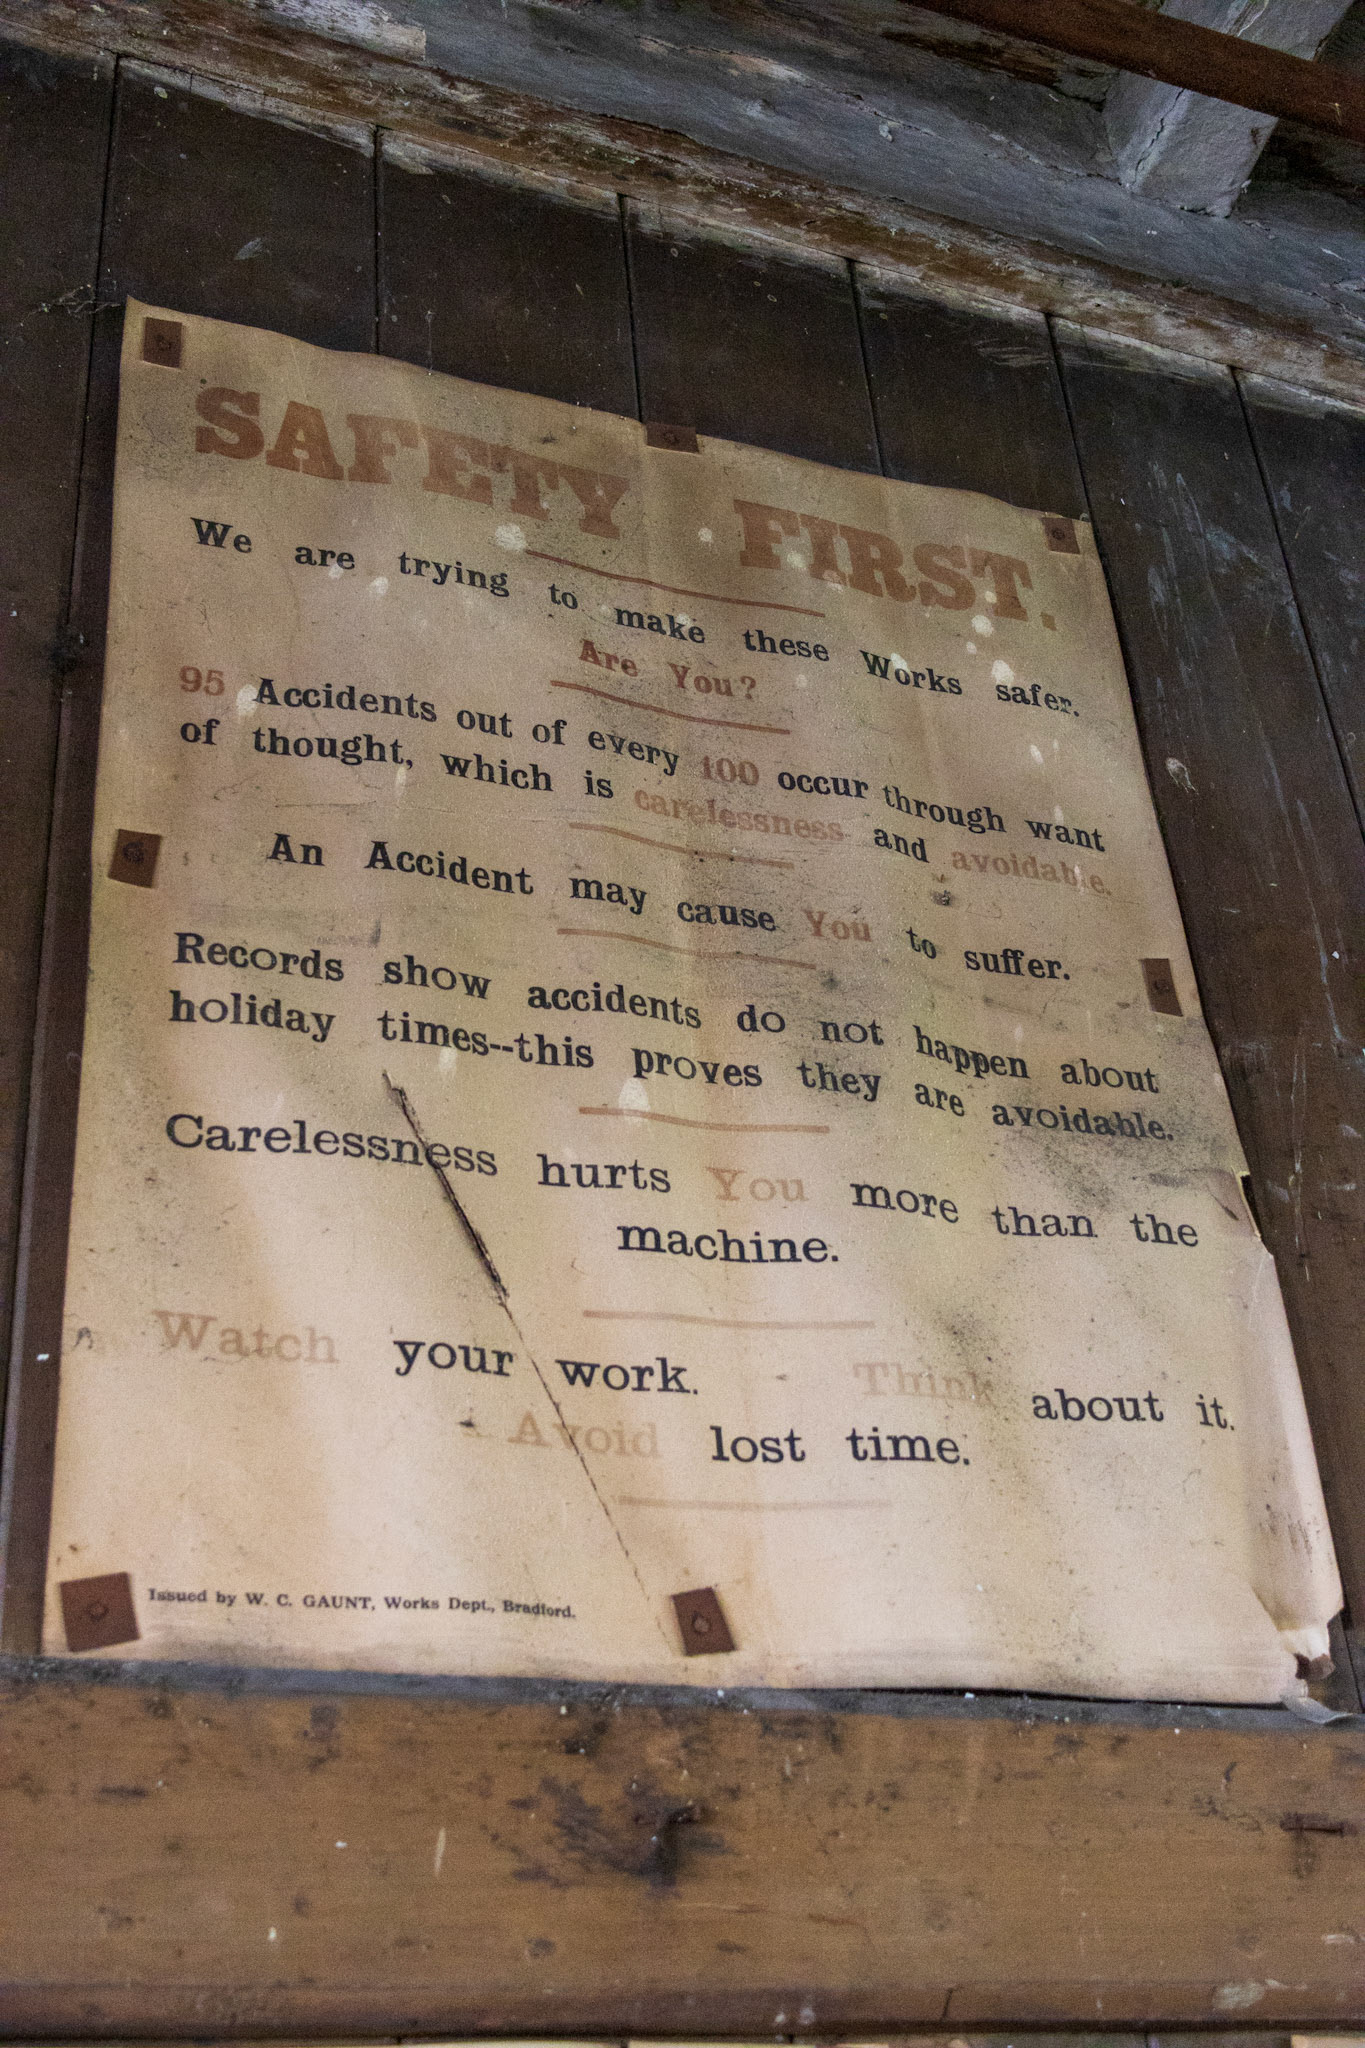 SAFETY FIRST.
We are trying to make these Works safer.
Are You?
95 Accidents out of every 100 occur through want
of thought, which is carelessness and avoidable.
An Accident may cause You to suffer.
Records show accidents do not happen about
holiday times--this proves they are avoidable.
Carelessness hurts You more than the
machine.
Watch your work. Think about it.
Avoid lost time.
Issued by W. C. GAUNT, Works Dept., Bradford.